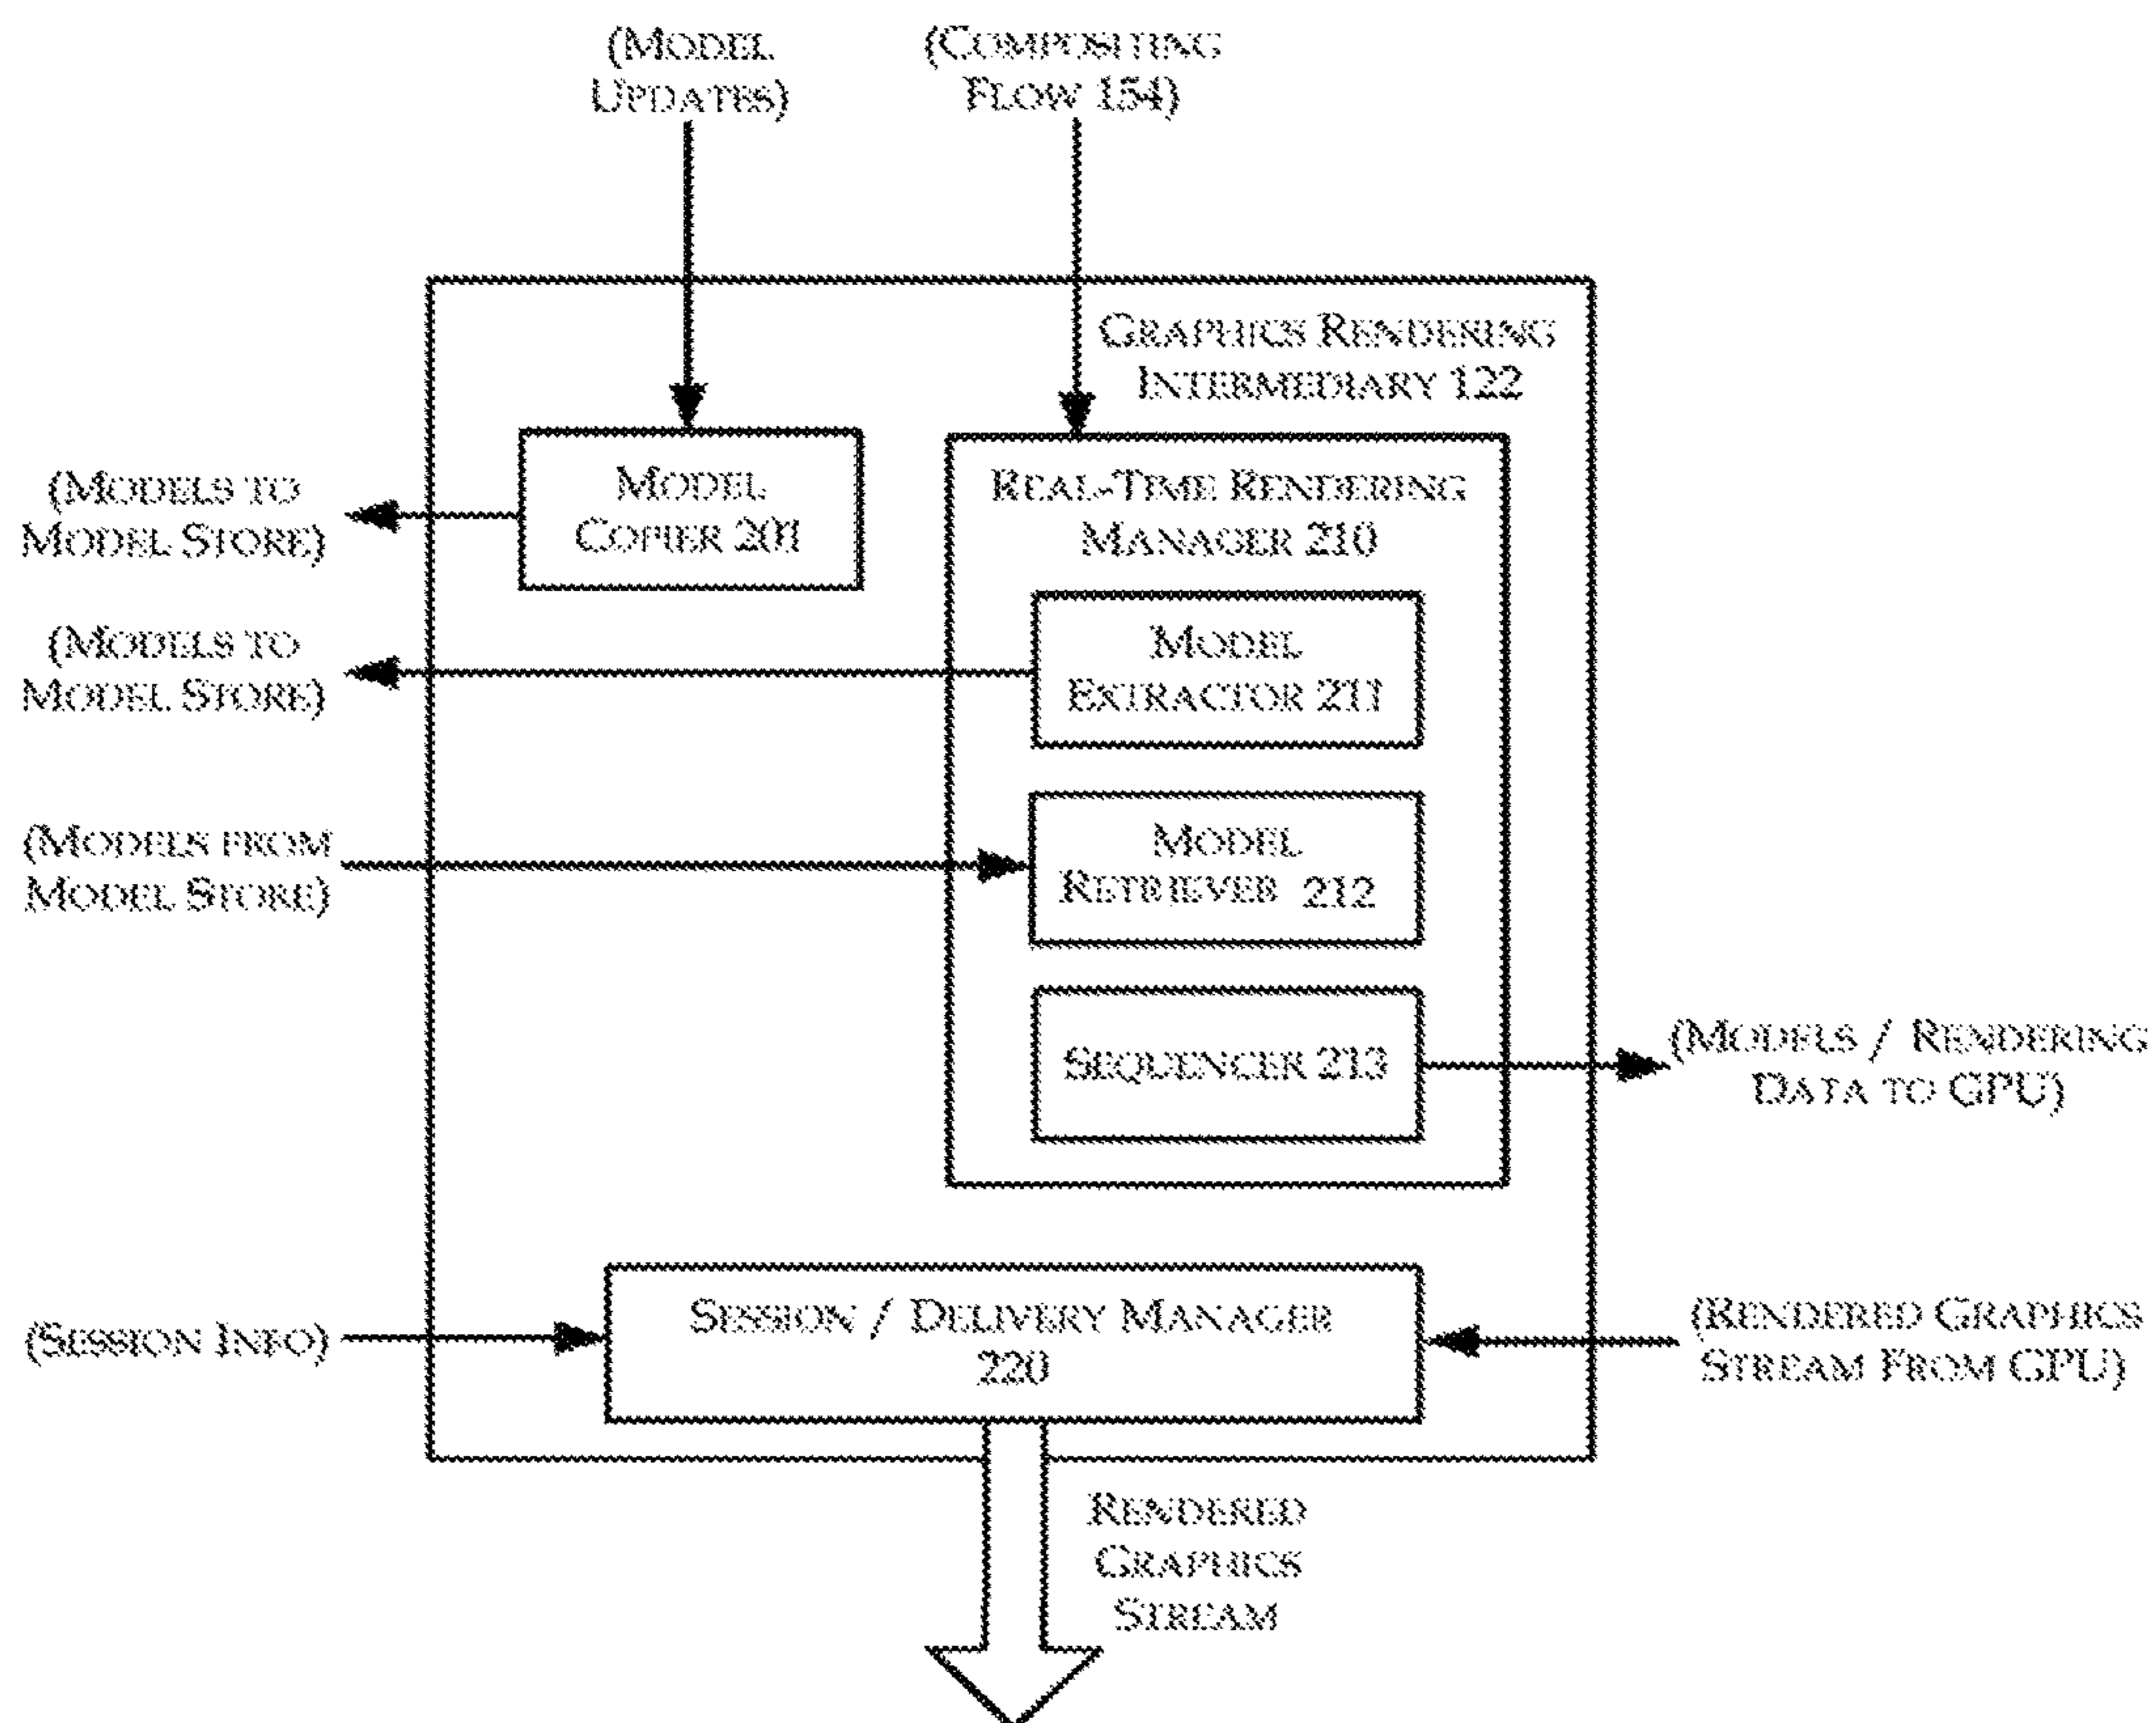 (MODEL
UPDATES)
(COMPOSITING
FLOW 154)
GRAPHICS RENDERING
INTERMEDIARY 122
MODEL
COPIER 201
REAL-TIME RENDERING
MANAGER 210
(MODELS TO
MODEL STORE)
MODEL
EXTRACTOR 211
(MODELS TO
MODEL STORE)
MODEL
RETRIEVER 212
(MODELS FROM
MODEL STORE)
SEQUENCER 213
(MODELS / RENDERING
DATA TO GPU)
SESSION / DELIVERY MANAGER
220
(SESSION INFO)
(RENDERED GRAPHICS
STREAM FROM GPU)
RENDERED
GRAPHICS
STREAM